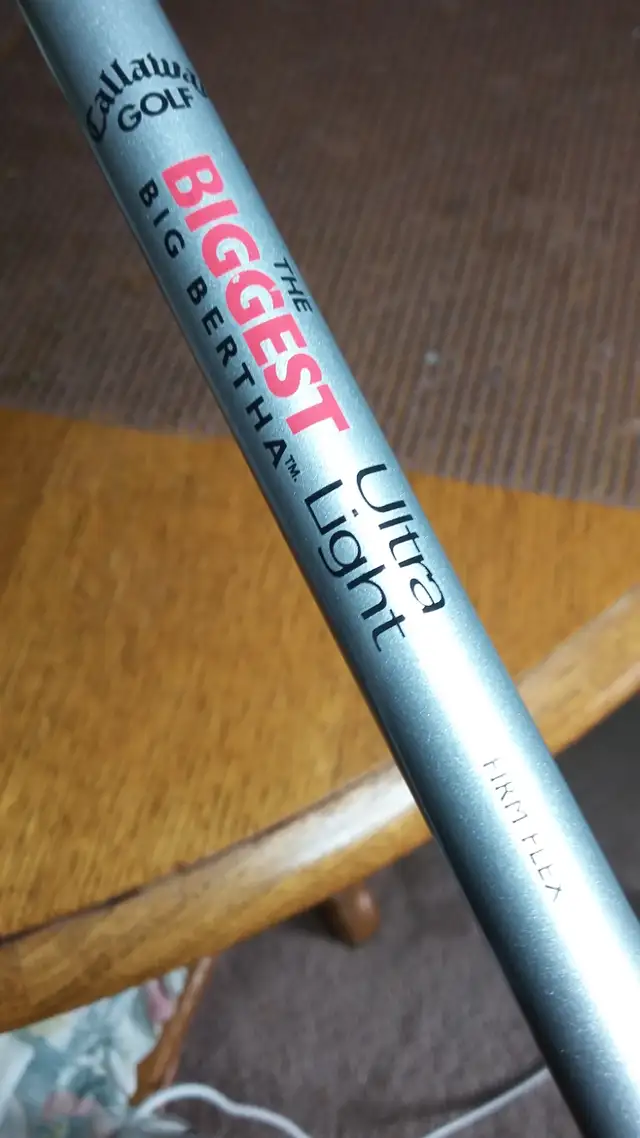 Callaway
GOLF
THE
BIGGEST
BIG BERTHA™.
Ultra
Light
FIRM FLEX